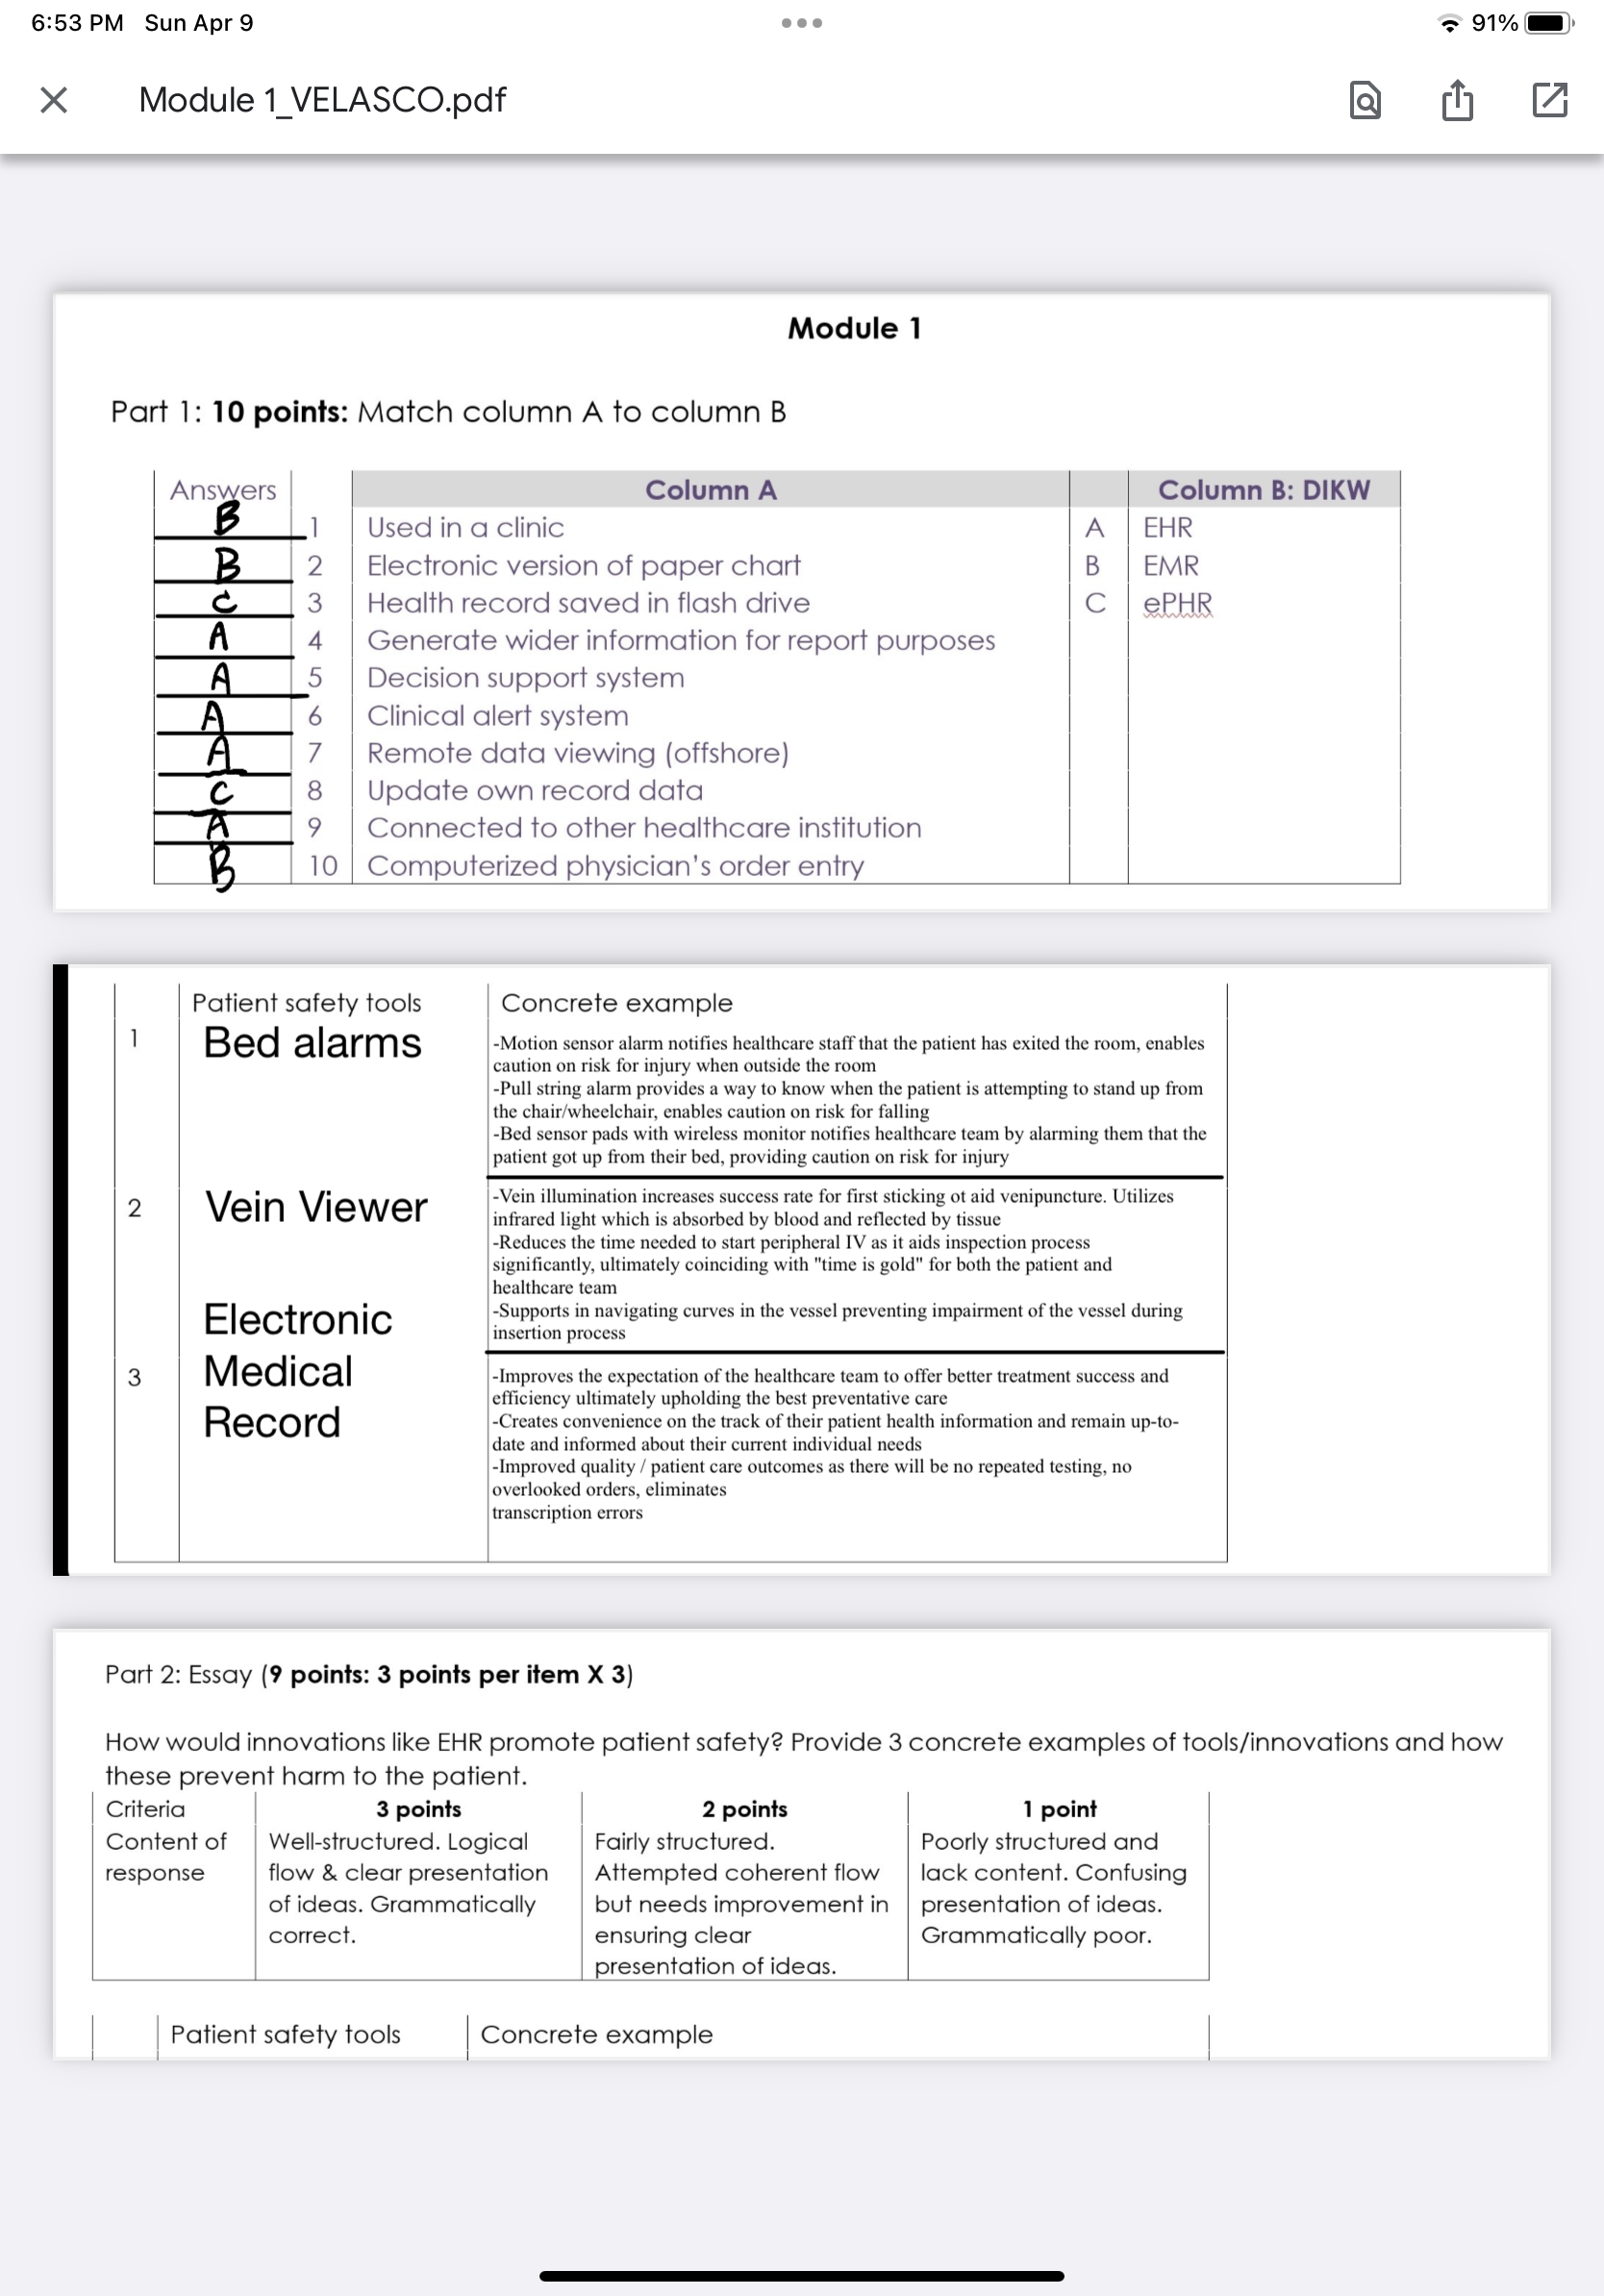 6:53 PM Sun Apr 9
91%
Module 1_VELASCO.pdf
Module 1
Part 1: 10 points: Match column A to column B
Answers Column A Column B: DIKW
B 1 Used in a clinic A EHR
B 2 Electronic version of paper chart B EMR
C 3 Health record saved in flash drive C ePHR
A 4 Generate wider information for report purposes
A 5 Decision support system
A 6 Clinical alert system
A 7 Remote data viewing (offshore)
C 8 Update own record data
A 9 Connected to other healthcare institution
B 10 Computerized physician's order entry
Patient safety tools Concrete example
1 Bed alarms
-Motion sensor alarm notifies healthcare staff that the patient has exited the room, enables
caution on risk for injury when outside the room
-Pull string alarm provides a way to know when the patient is attempting to stand up from
the chair/wheelchair, enables caution on risk for falling
-Bed sensor pads with wireless monitor notifies healthcare team by alarming them that the
patient got up from their bed, providing caution on risk for injury
2 Vein Viewer
-Vein illumination increases success rate for first sticking ot aid venipuncture. Utilizes
infrared light which is absorbed by blood and reflected by tissue
-Reduces the time needed to start peripheral IV as it aids inspection process
significantly, ultimately coinciding with "time is gold" for both the patient and
healthcare team
-Supports in navigating curves in the vessel preventing impairment of the vessel during
insertion process
Electronic
3 Medical
Record
-Improves the expectation of the healthcare team to offer better treatment success and
efficiency ultimately upholding the best preventative care
-Creates convenience on the track of their patient health information and remain up-to-
date and informed about their current individual needs
-Improved quality / patient care outcomes as there will be no repeated testing, no
overlooked orders, eliminates
transcription errors
Part 2: Essay (9 points: 3 points per item X 3)
How would innovations like EHR promote patient safety? Provide 3 concrete examples of tools/innovations and how
these prevent harm to the patient.
Criteria 3 points 2 points 1 point
Content of Well-structured. Logical Fairly structured. Poorly structured and
response flow & clear presentation Attempted coherent flow lack content. Confusing
of ideas. Grammatically but needs improvement in presentation of ideas.
correct. ensuring clear Grammatically poor.
presentation of ideas.
Patient safety tools Concrete example